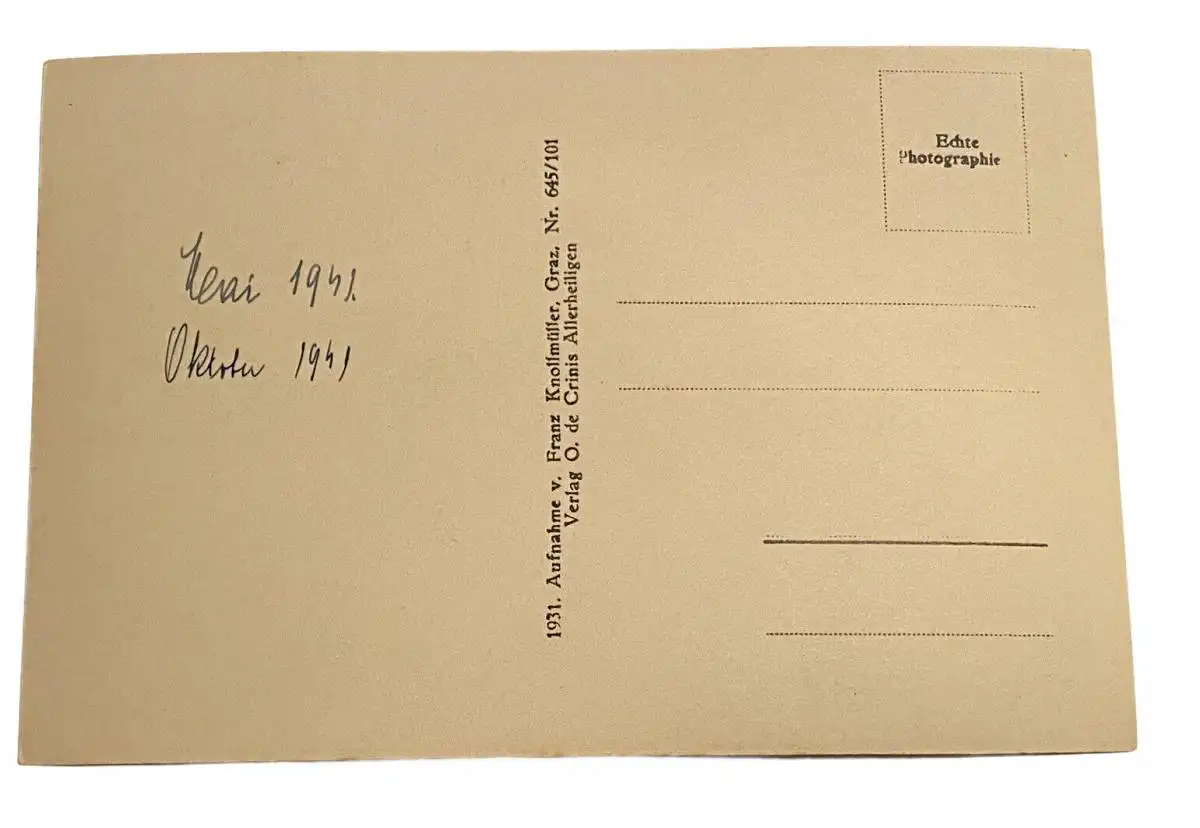 Mai 1941.
Oktober 1941
1931. Aufnahme v. Franz Knollmüller, Graz, Nr. 645/101
Verlag O. de Crinis Allerheiligen
Echte
Photographie